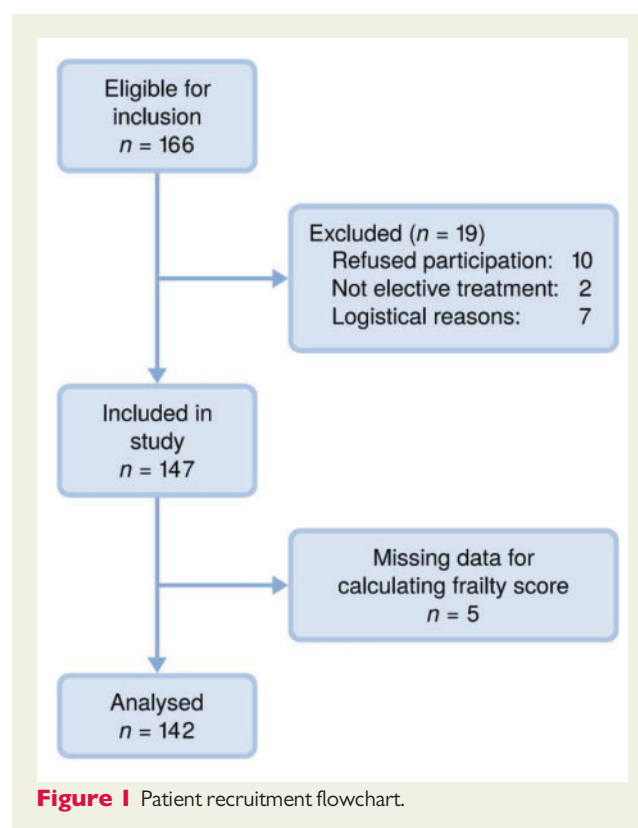 Eligible for
inclusion
n = 166
Excluded (n = 19)
Refused participation: 10
Not elective treatment: 2
Logistical reasons: 7
Included in
study
n = 147
Missing data for
calculating frailty score
n = 5
Analysed
n = 142
Figure 1 Patient recruitment flowchart.